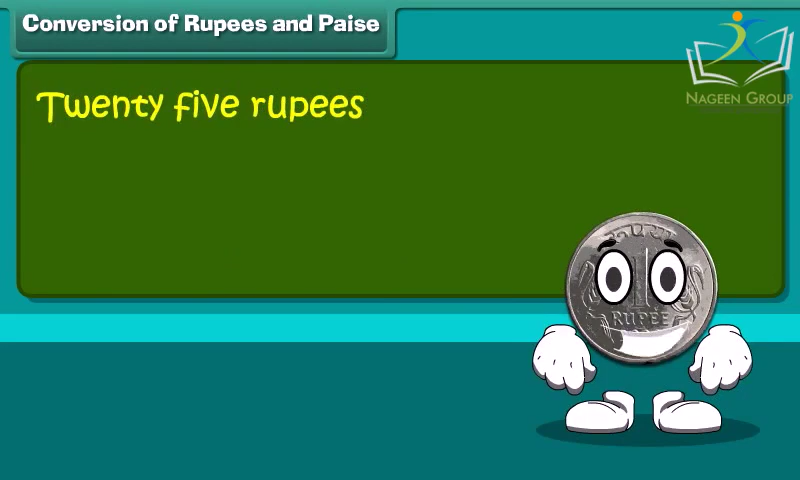 Conversion of Rupees and Paise
NAGEEN GROUP
Twenty five rupees
1
RUPEE